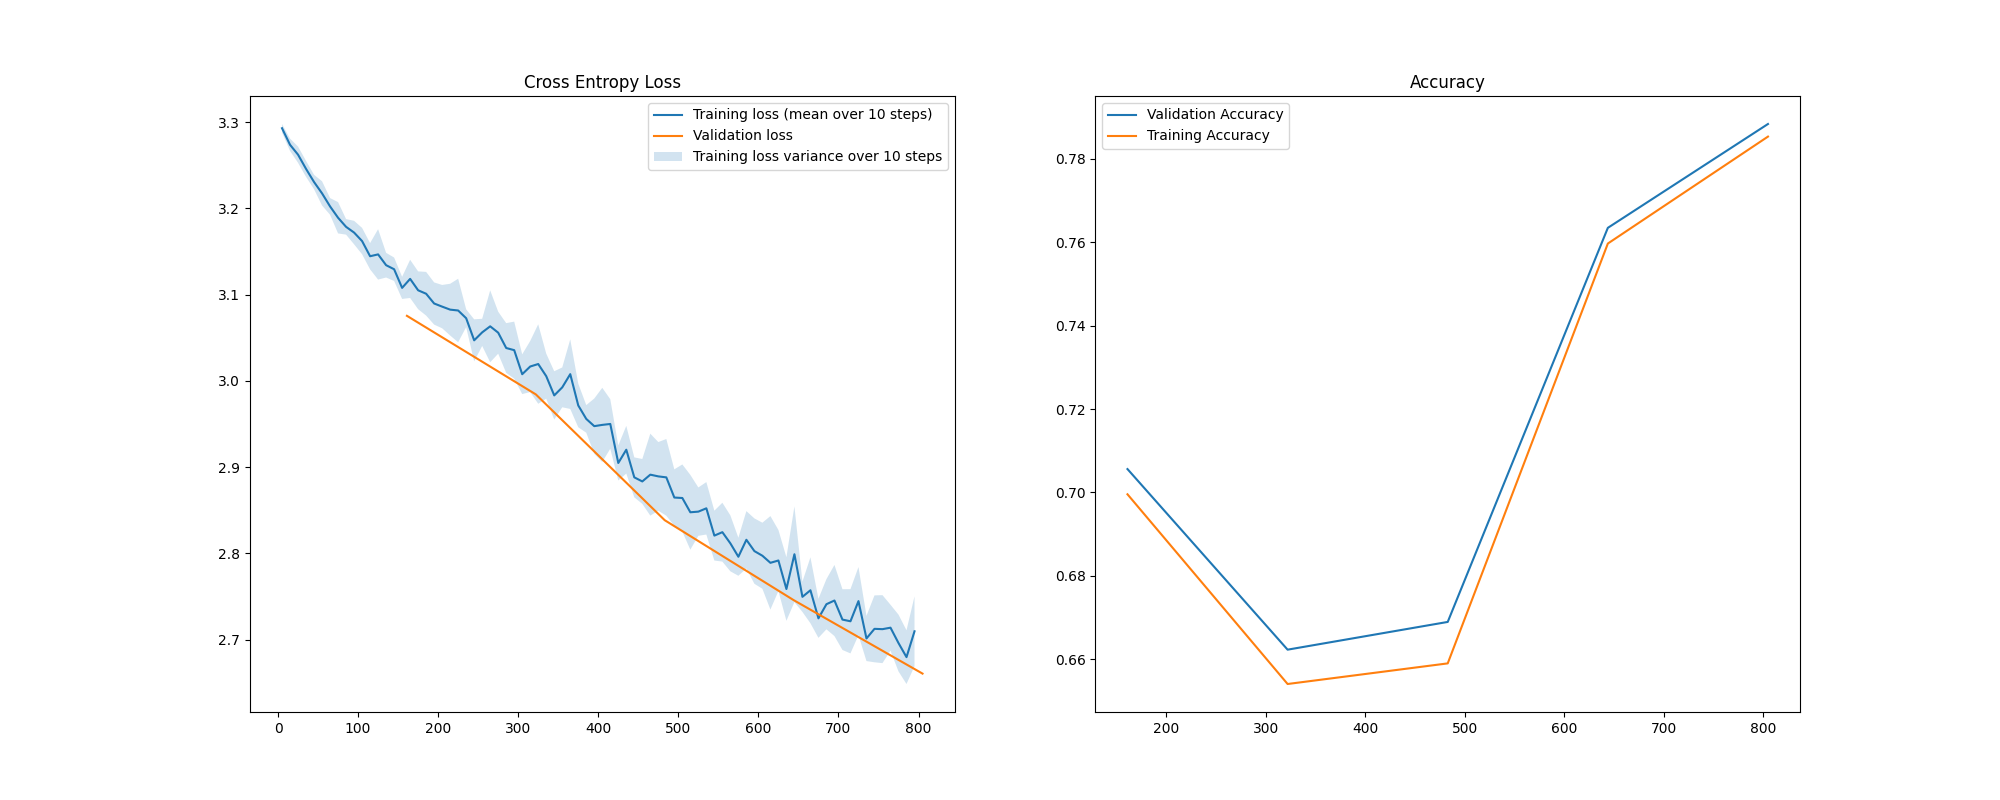 Cross Entropy Loss
Training loss (mean over 10 steps)
Validation loss
Training loss variance over 10 steps
3.3
3.2
3.1
3.0
2.9
2.8
2.7
0 100 200 300 400 500 600 700 800
Accuracy
Validation Accuracy
Training Accuracy
0.78
0.76
0.74
0.72
0.70
0.68
0.66
200 300 400 500 600 700 800